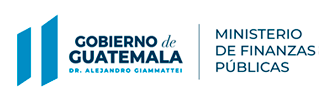 GOBIERNO de
GUATEMALA
DR. ALEJANDRO GIAMMATTEI
MINISTERIO
DE FINANZAS
PÚBLICAS